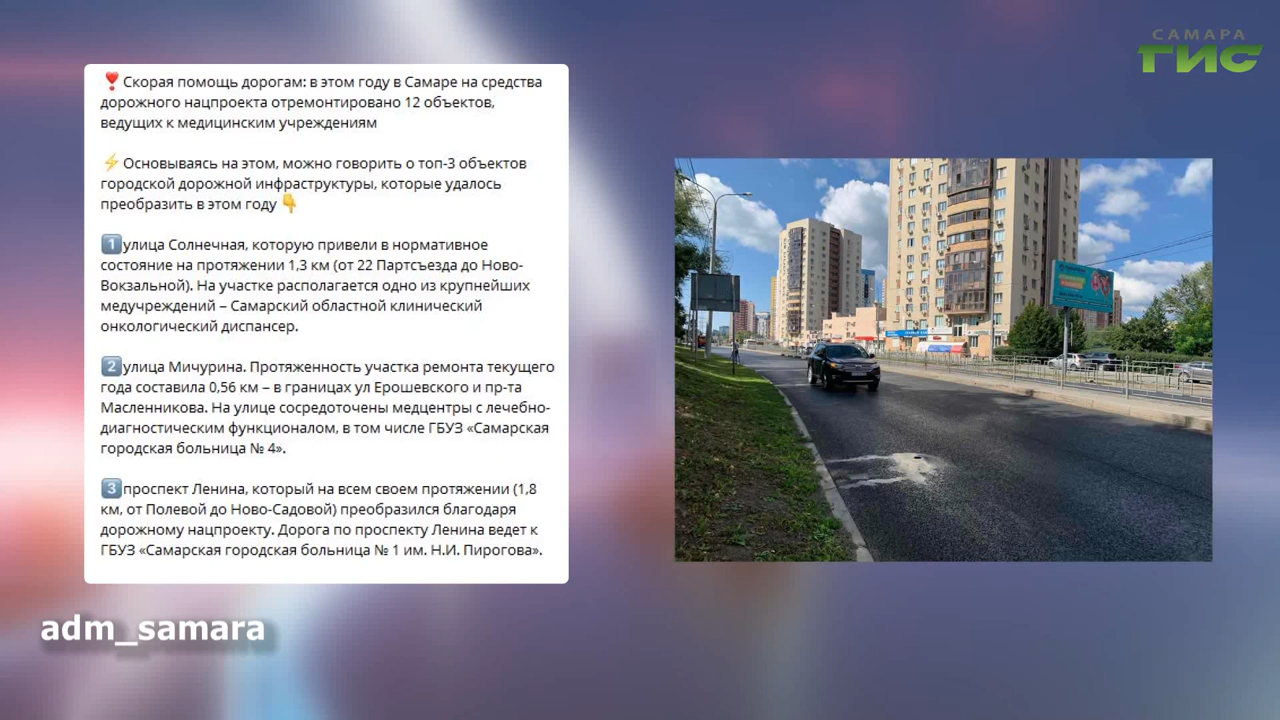 САМАРА
ГИС
❣Скорая помощь дорогам: в этом году в Самаре на средства
дорожного нацпроекта отремонтировано 12 объектов,
ведущих к медицинским учреждениям
⚡Основываясь на этом, можно говорить о топ-3 объектов
городской дорожной инфраструктуры, которые удалось
преобразить в этом году 👇
1️⃣улица Солнечная, которую привели в нормативное
состояние на протяжении 1,3 км (от 22 Партсъезда до Ново-
Вокзальной). На участке располагается одно из крупнейших
медучреждений – Самарский областной клинический
онкологический диспансер.
2️⃣улица Мичурина. Протяженность участка ремонта текущего
года составила 0,56 км – в границах ул Ерошевского и пр-та
Масленникова. На улице сосредоточены медцентры с лечебно-
диагностическим функционалом, в том числе ГБУЗ «Самарская
городская больница № 4».
3️⃣проспект Ленина, который на всем своем протяжении (1,8
км, от Полевой до Ново-Садовой) преобразился благодаря
дорожному нацпроекту. Дорога по проспекту Ленина ведет к
ГБУЗ «Самарская городская больница № 1 им. Н.И. Пирогова».
adm_samara